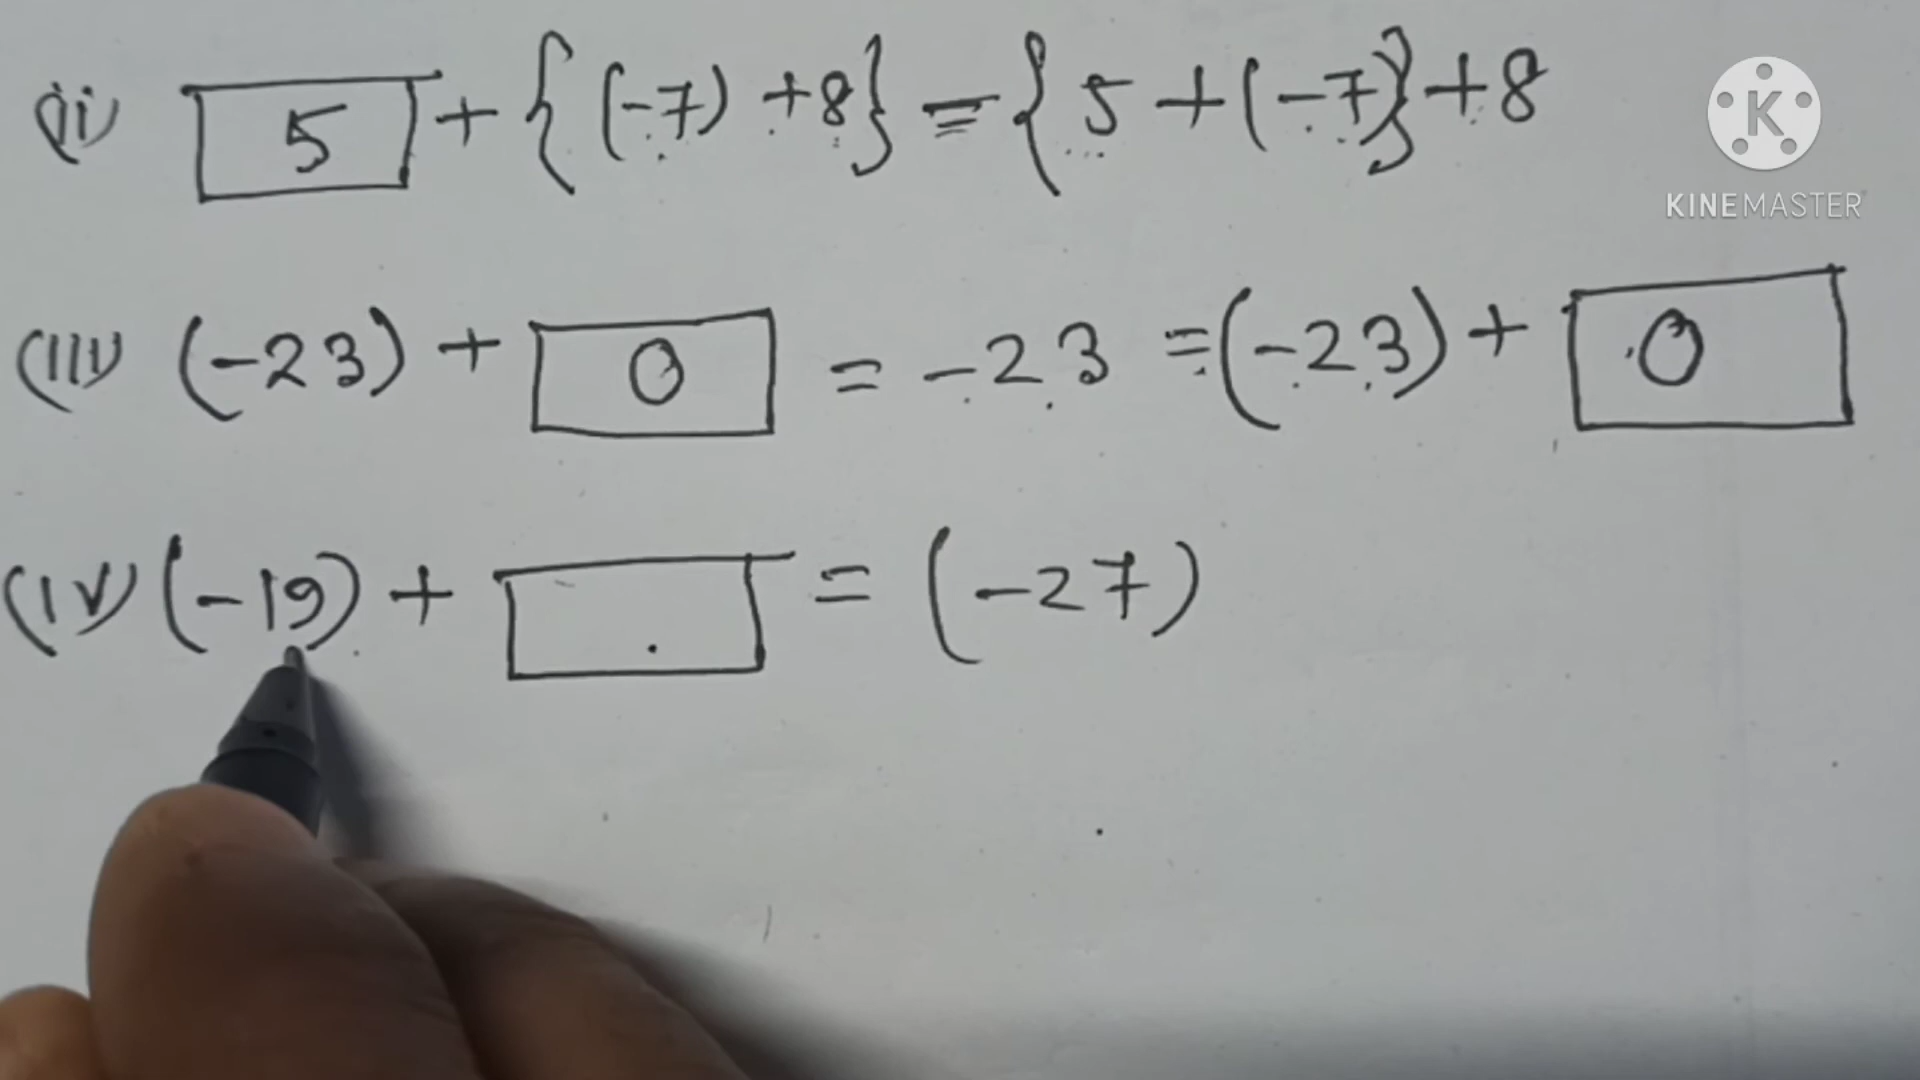 (ii) 5 + {(-7) + 8} = {5 + (-7} + 8
K
KINEMASTER
(iii) (-23) + 0 = -23 = (-23) + 0
(iv) (-19) + = (-27)